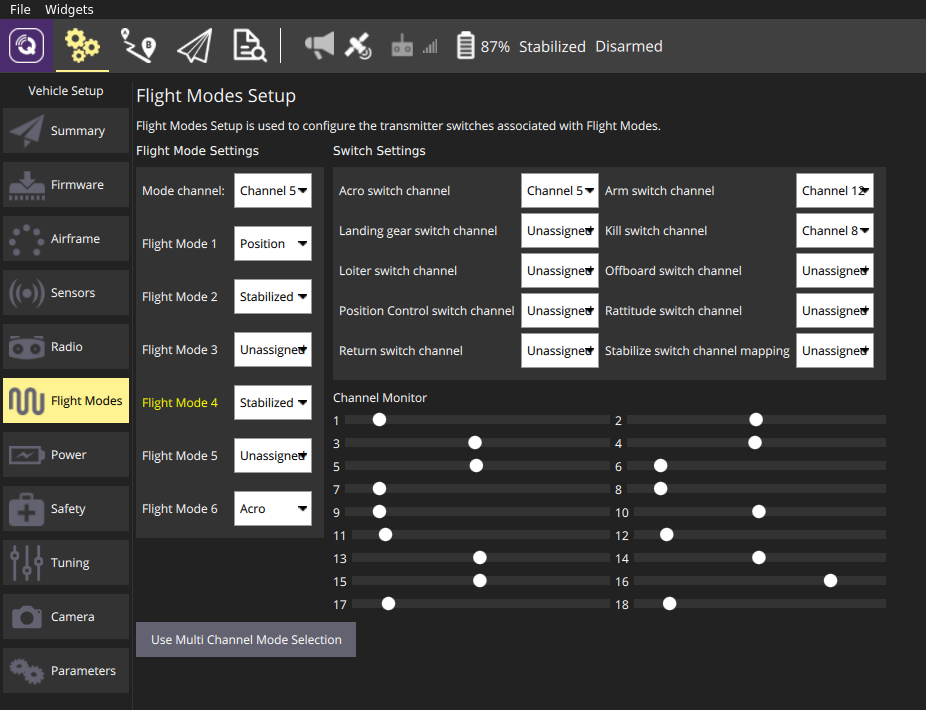 File Widgets
87% Stabilized Disarmed
Vehicle Setup
Summary
Firmware
Airframe
Sensors
Radio
Flight Modes
Power
Safety
Tuning
Camera
Parameters
Flight Modes Setup
Flight Modes Setup is used to configure the transmitter switches associated with Flight Modes.
Flight Mode Settings
Mode channel: Channel 5
Flight Mode 1 Position
Flight Mode 2 Stabilized
Flight Mode 3 Unassigned
Flight Mode 4 Stabilized
Flight Mode 5 Unassigned
Flight Mode 6 Acro
Switch Settings
Acro switch channel Channel 5 Arm switch channel Channel 12
Landing gear switch channel Unassigned Kill switch channel Channel 8
Loiter switch channel Unassigned Offboard switch channel Unassigned
Position Control switch channel Unassigned Rattitude switch channel Unassigned
Return switch channel Unassigned Stabilize switch channel mapping Unassigned
Channel Monitor
1 2
3 4
5 6
7 8
9 10
11 12
13 14
15 16
17 18
Use Multi Channel Mode Selection